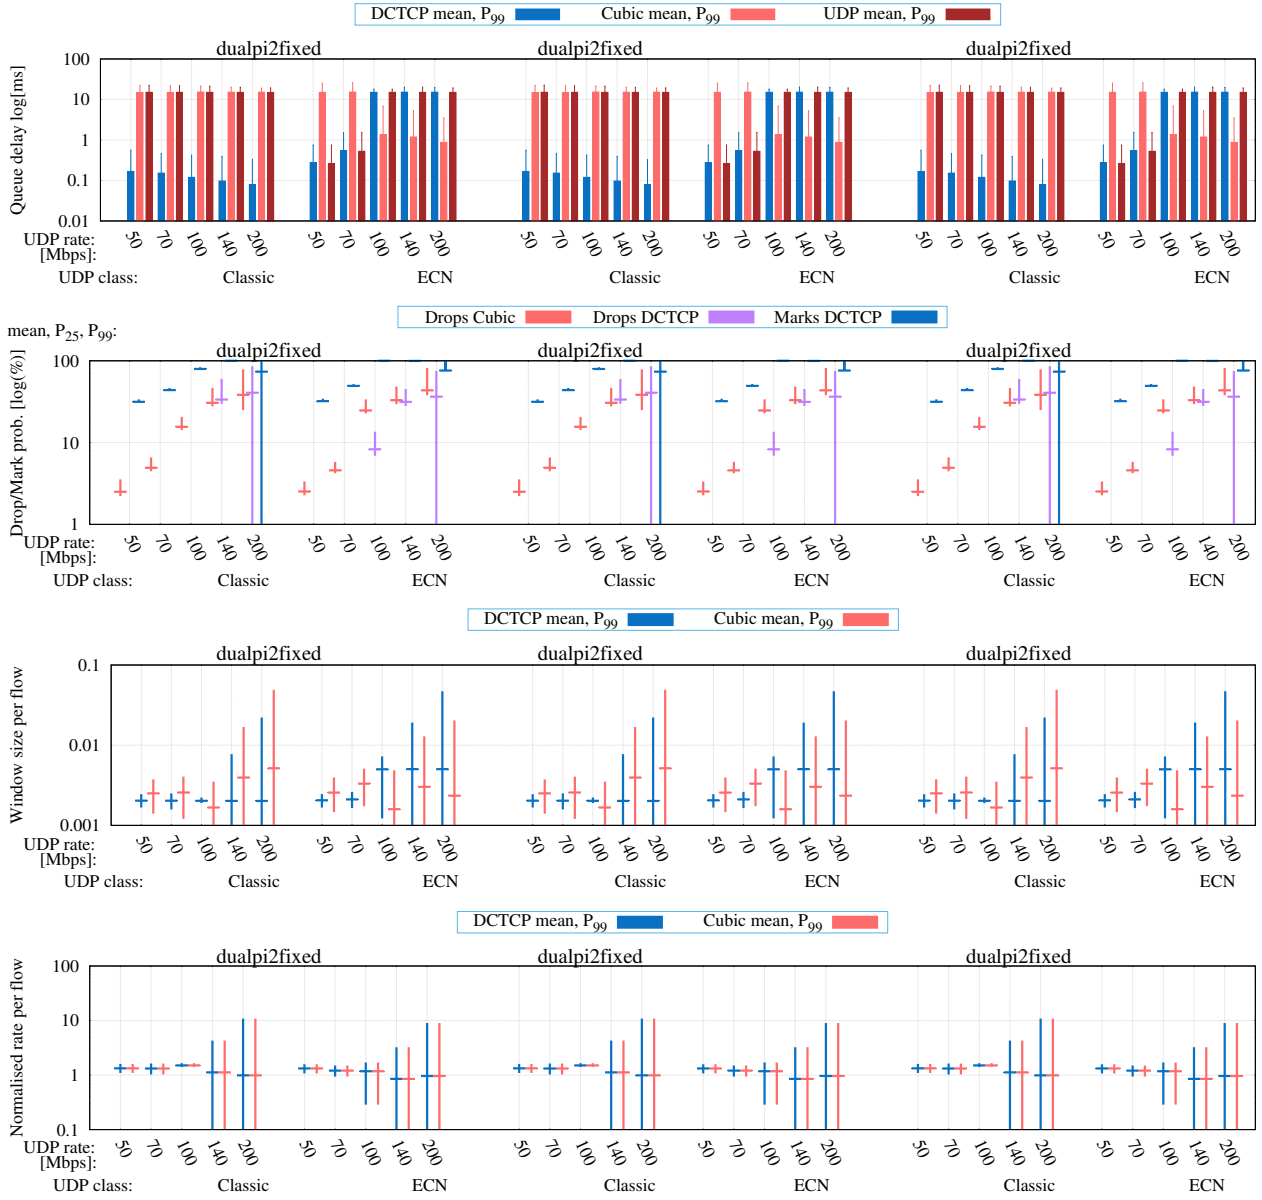 DCTCP mean, P99 Cubic mean, P99 UDP mean, P99
dualpi2fixed dualpi2fixed dualpi2fixed
Queue delay log[ms]
100
10
1
0.1
0.01
UDP rate: 50 70 100 140 200 50 70 100 140 200 50 70 100 140 200 50 70 100 140 200 50 70 100 140 200 50 70 100 140 200
[Mbps]:
UDP class: Classic ECN Classic ECN Classic ECN
Drops Cubic Drops DCTCP Marks DCTCP
mean, P25, P99:
dualpi2fixed dualpi2fixed dualpi2fixed
Drop/Mark prob. [log(%)]
100
10
1
UDP rate: 50 70 100 140 200 50 70 100 140 200 50 70 100 140 200 50 70 100 140 200 50 70 100 140 200 50 70 100 140 200
[Mbps]:
UDP class: Classic ECN Classic ECN Classic ECN
DCTCP mean, P99 Cubic mean, P99
dualpi2fixed dualpi2fixed dualpi2fixed
Window size per flow
0.1
0.01
0.001
UDP rate: 50 70 100 140 200 50 70 100 140 200 50 70 100 140 200 50 70 100 140 200 50 70 100 140 200 50 70 100 140 200
[Mbps]:
UDP class: Classic ECN Classic ECN Classic ECN
DCTCP mean, P99 Cubic mean, P99
dualpi2fixed dualpi2fixed dualpi2fixed
Normalised rate per flow
100
10
1
0.1
UDP rate: 50 70 100 140 200 50 70 100 140 200 50 70 100 140 200 50 70 100 140 200 50 70 100 140 200 50 70 100 140 200
[Mbps]:
UDP class: Classic ECN Classic ECN Classic ECN